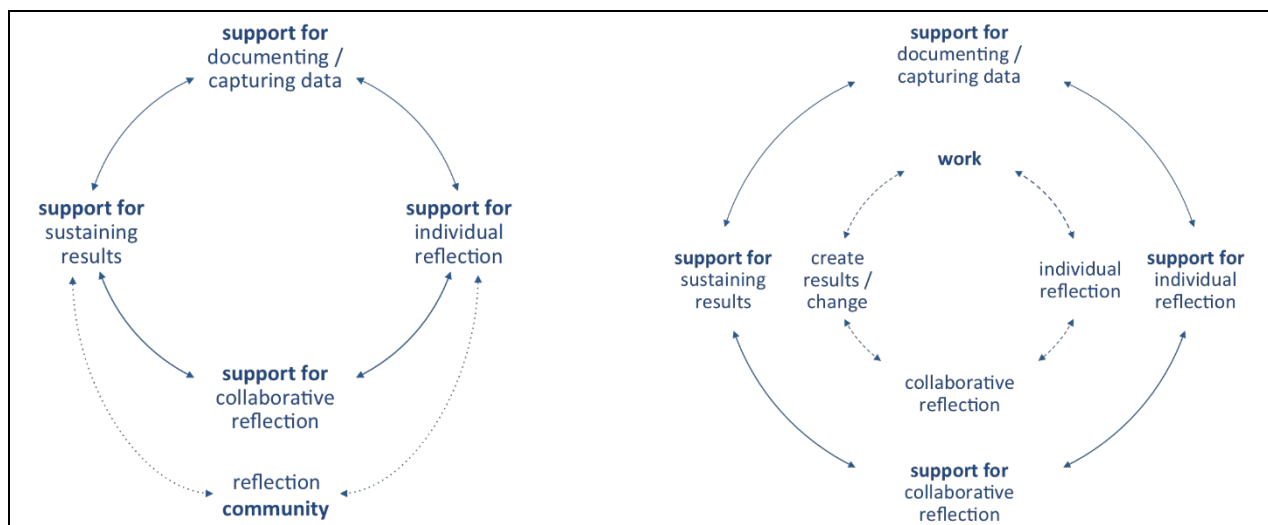 support for
documenting /
capturing data
support for
sustaining
results
support for
individual
reflection
support for
collaborative
reflection
reflection
community
support for
documenting /
capturing data
work
support for
sustaining
results
create
results /
change
individual
reflection
support for
individual
reflection
collaborative
reflection
support for
collaborative
reflection